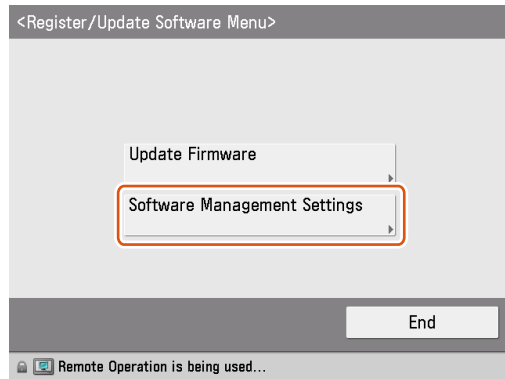 <Register/Update Software Menu>
Update Firmware
Software Management Settings
End
Remote Operation is being used...